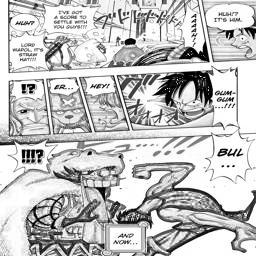 HUH!?
IT'S HIM.
I'VE GOT
A SCORE TO
SETTLE WITH
YOU GUYS!!!
HUH?
LORD
WAPOL, IT'S
STRAW
HAT!!!
GUM-
GUM
...!!!
HEY!
ER...
!?
BUL
...
!!!?
AND
NOW...